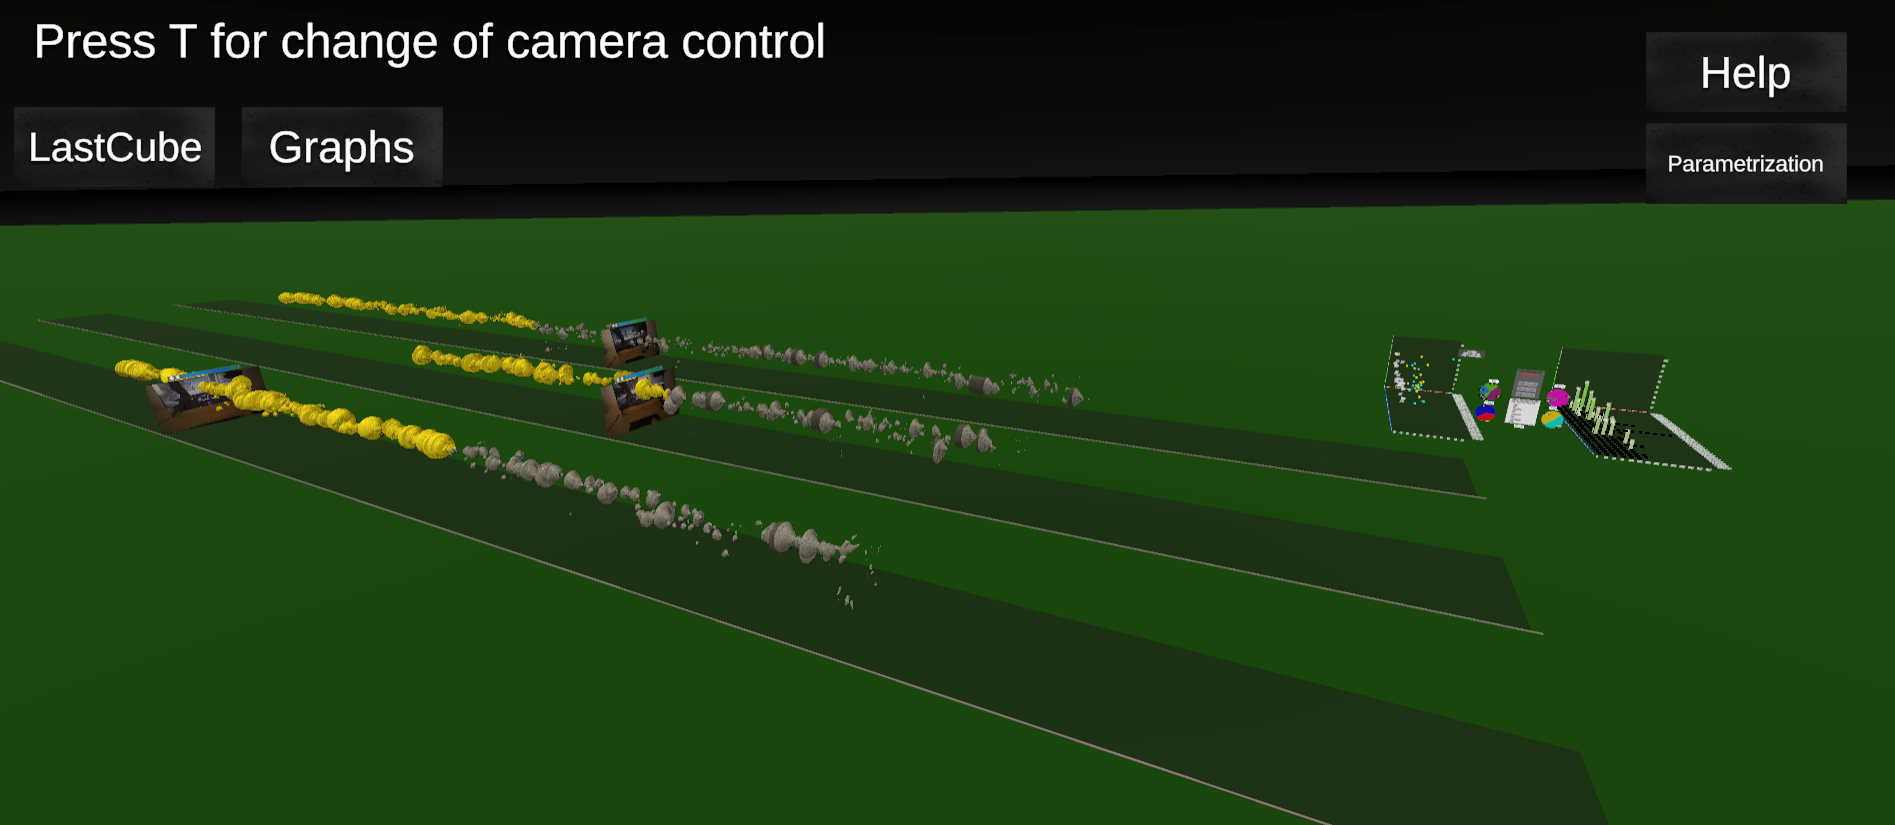 Press T for change of camera control
Help
LastCube
Graphs
Parametrization